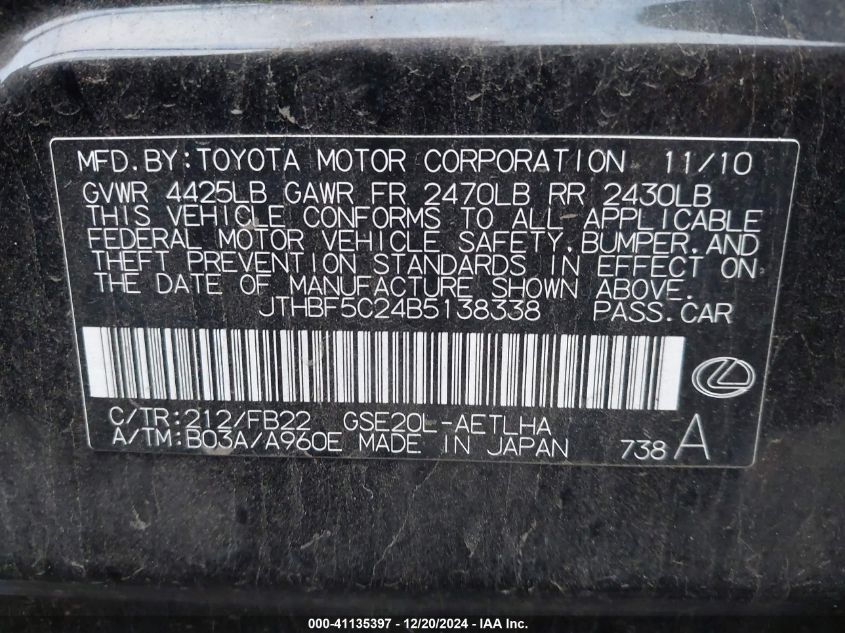 MFD.BY:TOYOTA MOTOR CORPORATION 11/10
GVWR 4425LB GAWR FR 2470LB RR 2430LB
THIS VEHICLE CONFORMS TO ALL APPLICABLE
FEDERAL MOTOR VEHICLE SAFETY,BUMPER,AND
THEFT PREVENTION STANDARDS IN EFFECT ON
THE DATE OF MANUFACTURE SHOWN ABOVE.
JTHBF5C24B5138338 PASS.CAR
C/TR:212/FB22 GSE20L-AETLHA
A/TM:B03A/A960E MADE IN JAPAN 738 A
000-41135397 - 12/20/2024 - IAA Inc.